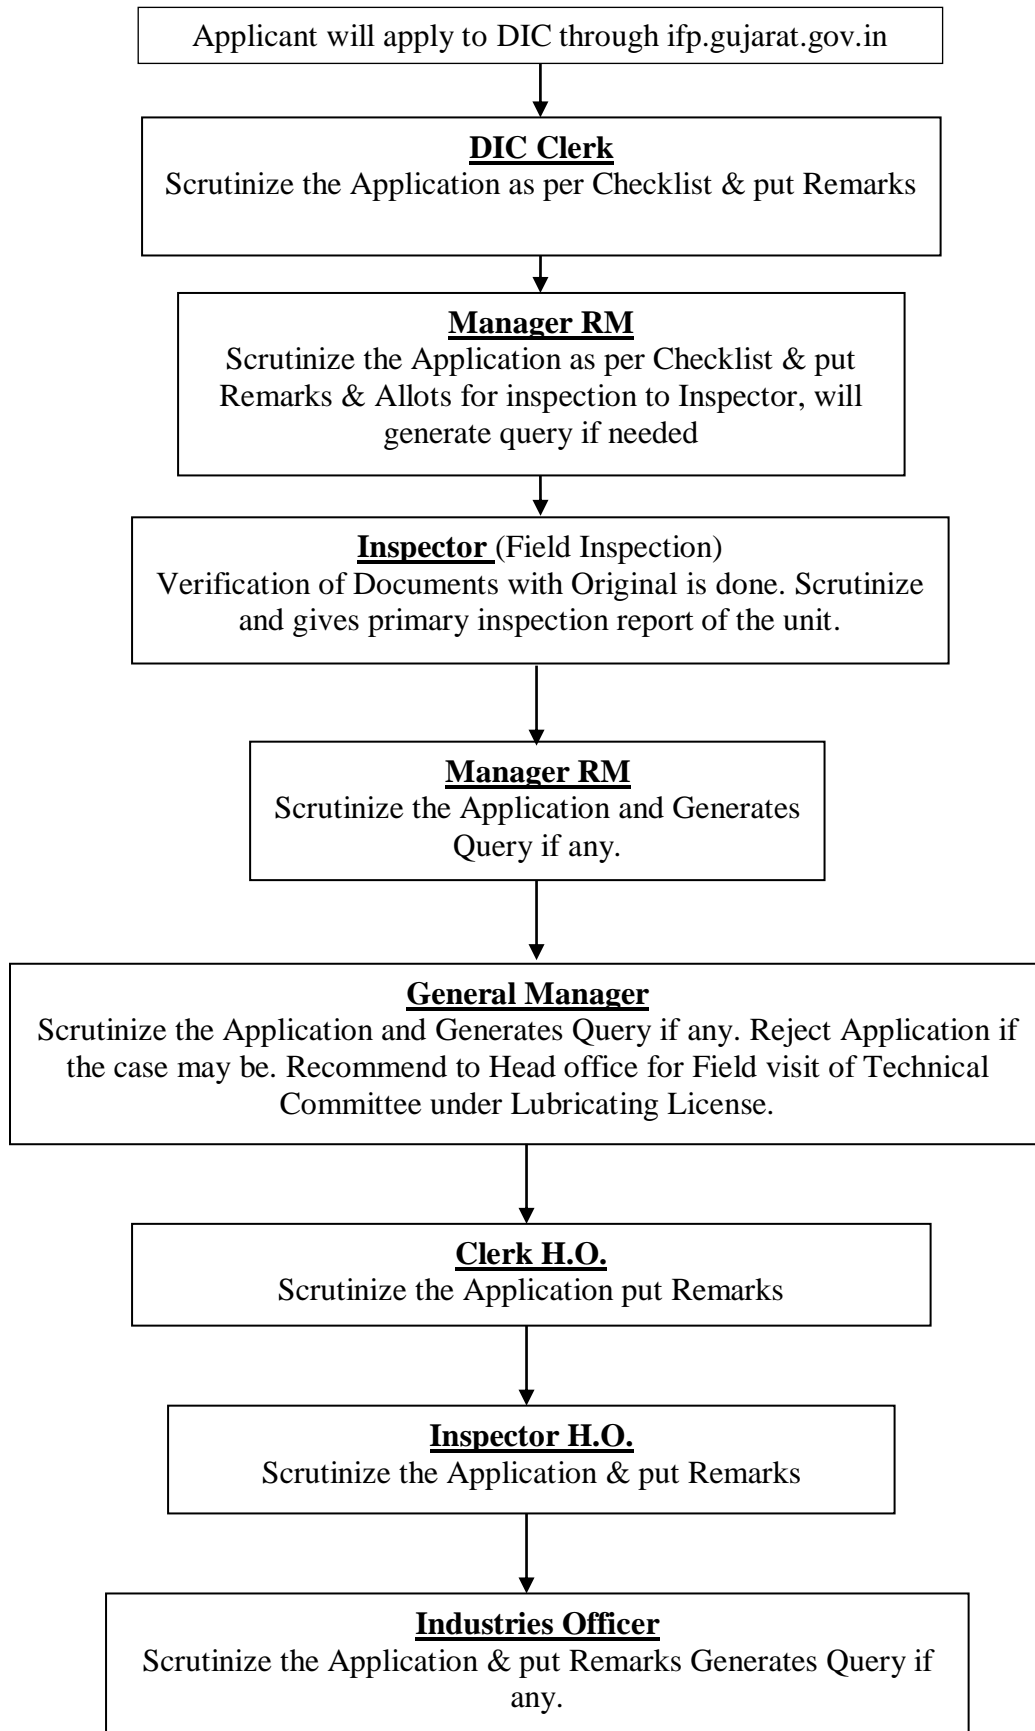 Applicant will apply to DIC through ifp.gujarat.gov.in
DIC Clerk
Scrutinize the Application as per Checklist & put Remarks
Manager RM
Scrutinize the Application as per Checklist & put
Remarks & Allots for inspection to Inspector, will
generate query if needed
Inspector (Field Inspection)
Verification of Documents with Original is done. Scrutinize
and gives primary inspection report of the unit.
Manager RM
Scrutinize the Application and Generates
Query if any.
General Manager
Scrutinize the Application and Generates Query if any. Reject Application if
the case may be. Recommend to Head office for Field visit of Technical
Committee under Lubricating License.
Clerk H.O.
Scrutinize the Application put Remarks
Inspector H.O.
Scrutinize the Application & put Remarks
Industries Officer
Scrutinize the Application & put Remarks Generates Query if
any.